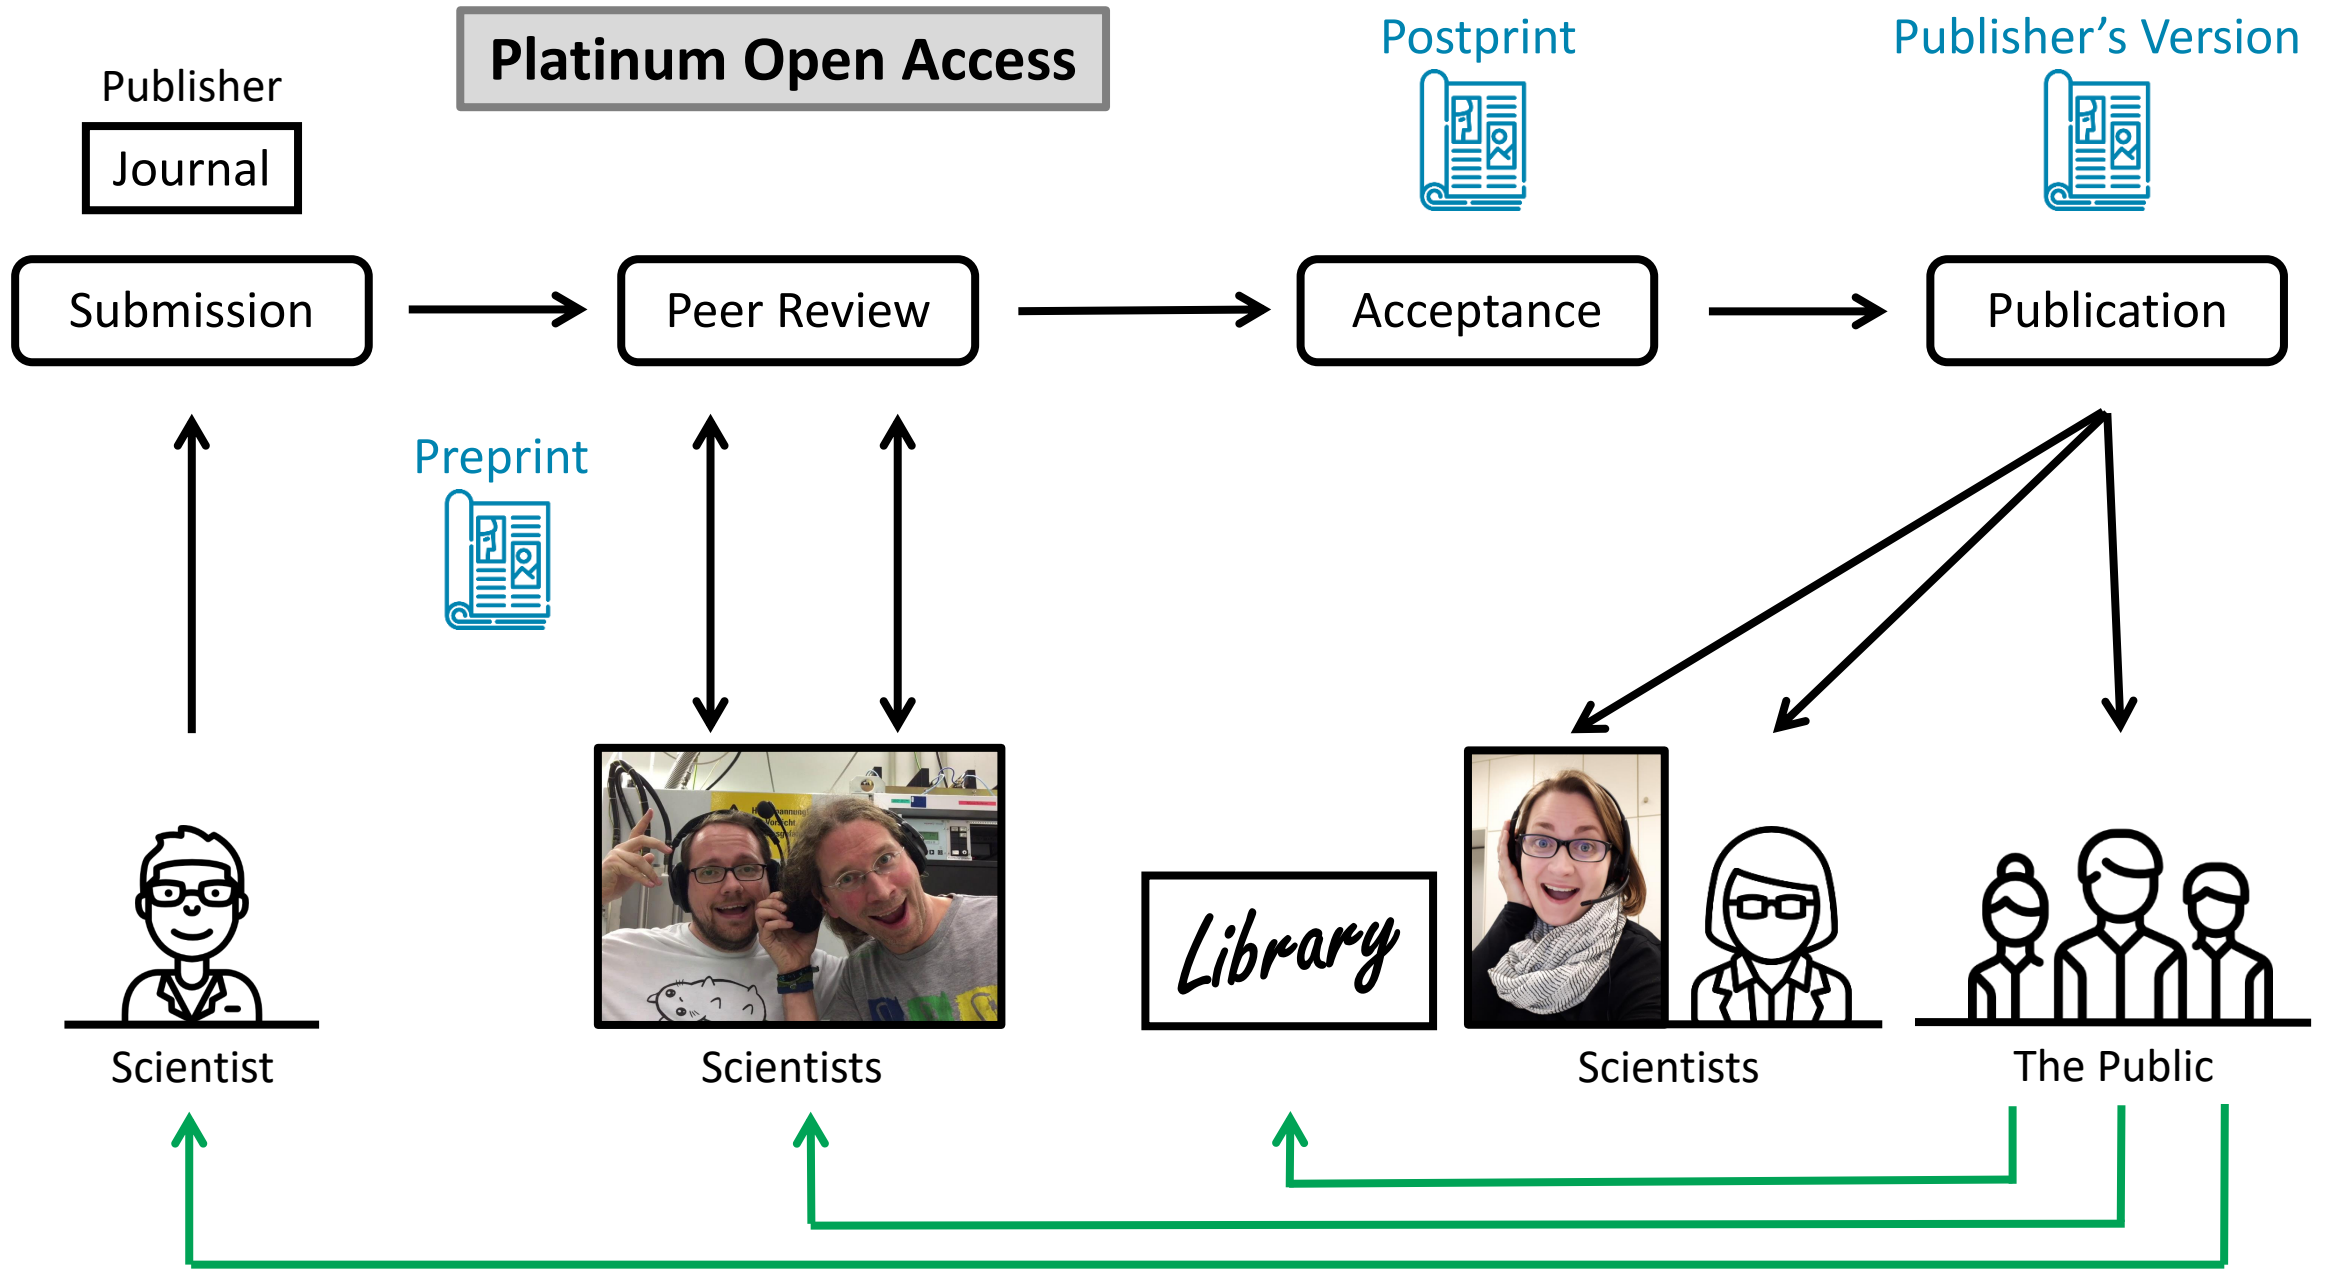 Platinum Open Access
Postprint
Publisher's Version
Publisher
Journal
Submission
Peer Review
Acceptance
Publication
Preprint
Library
Scientist
Scientists
Scientists
The Public